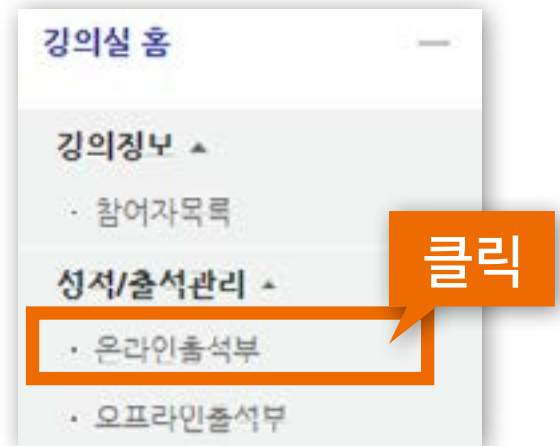 강의실 홈
강의정보
· 참여자목록
클릭
성적/출석관리
· 온라인출석부
· 오프라인출석부